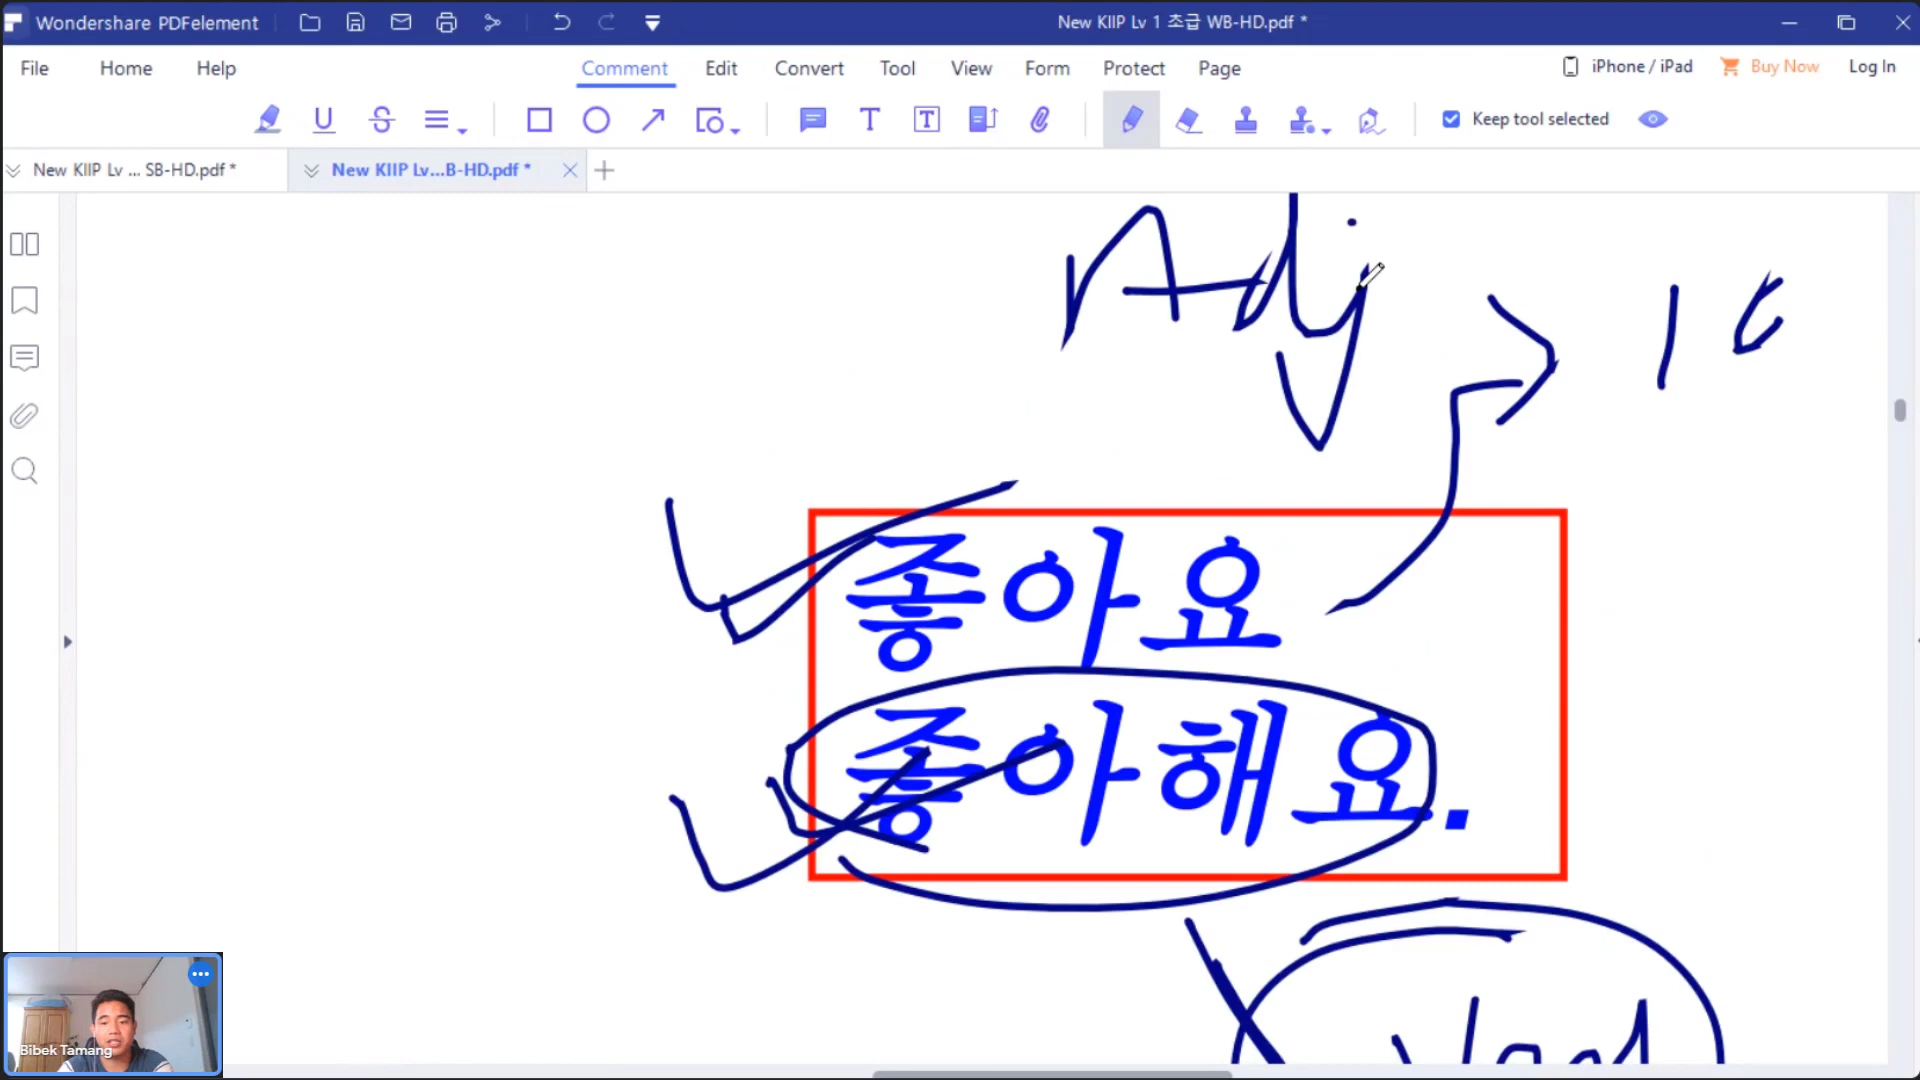 Wondershare PDFelement
New KIIP Lv 1 초급 WB-HD.pdf *
File Home Help Comment Edit Convert Tool View Form Protect Page iPhone / iPad Buy Now Log In
Keep tool selected
New KIIP Lv ... SB-HD.pdf *
New KIIP Lv...B-HD.pdf *
Adj
좋아요
좋아해요.
Bibek Tamang